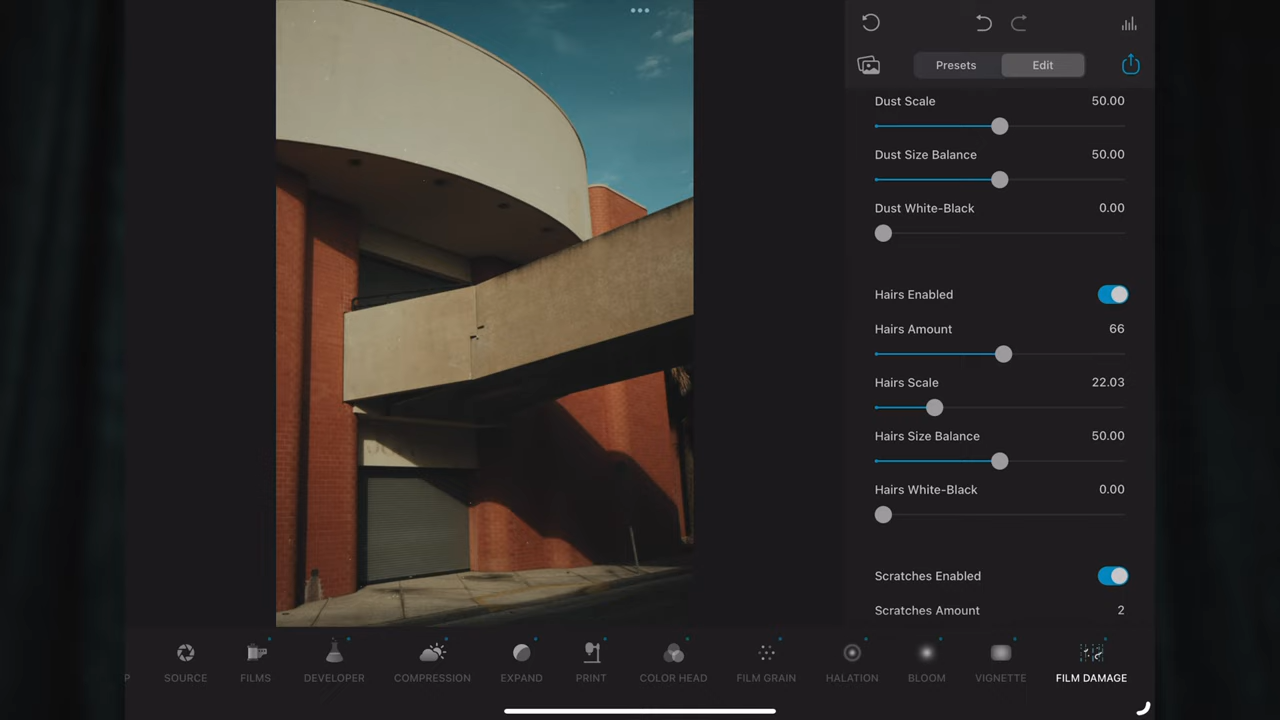 Presets
Edit
Dust Scale 50.00
Dust Size Balance 50.00
Dust White-Black 0.00
Hairs Enabled
Hairs Amount 66
Hairs Scale 22.03
Hairs Size Balance 50.00
Hairs White-Black 0.00
Scratches Enabled
Scratches Amount 2
P SOURCE FILMS DEVELOPER COMPRESSION EXPAND PRINT COLOR HEAD FILM GRAIN HALATION BLOOM VIGNETTE FILM DAMAGE